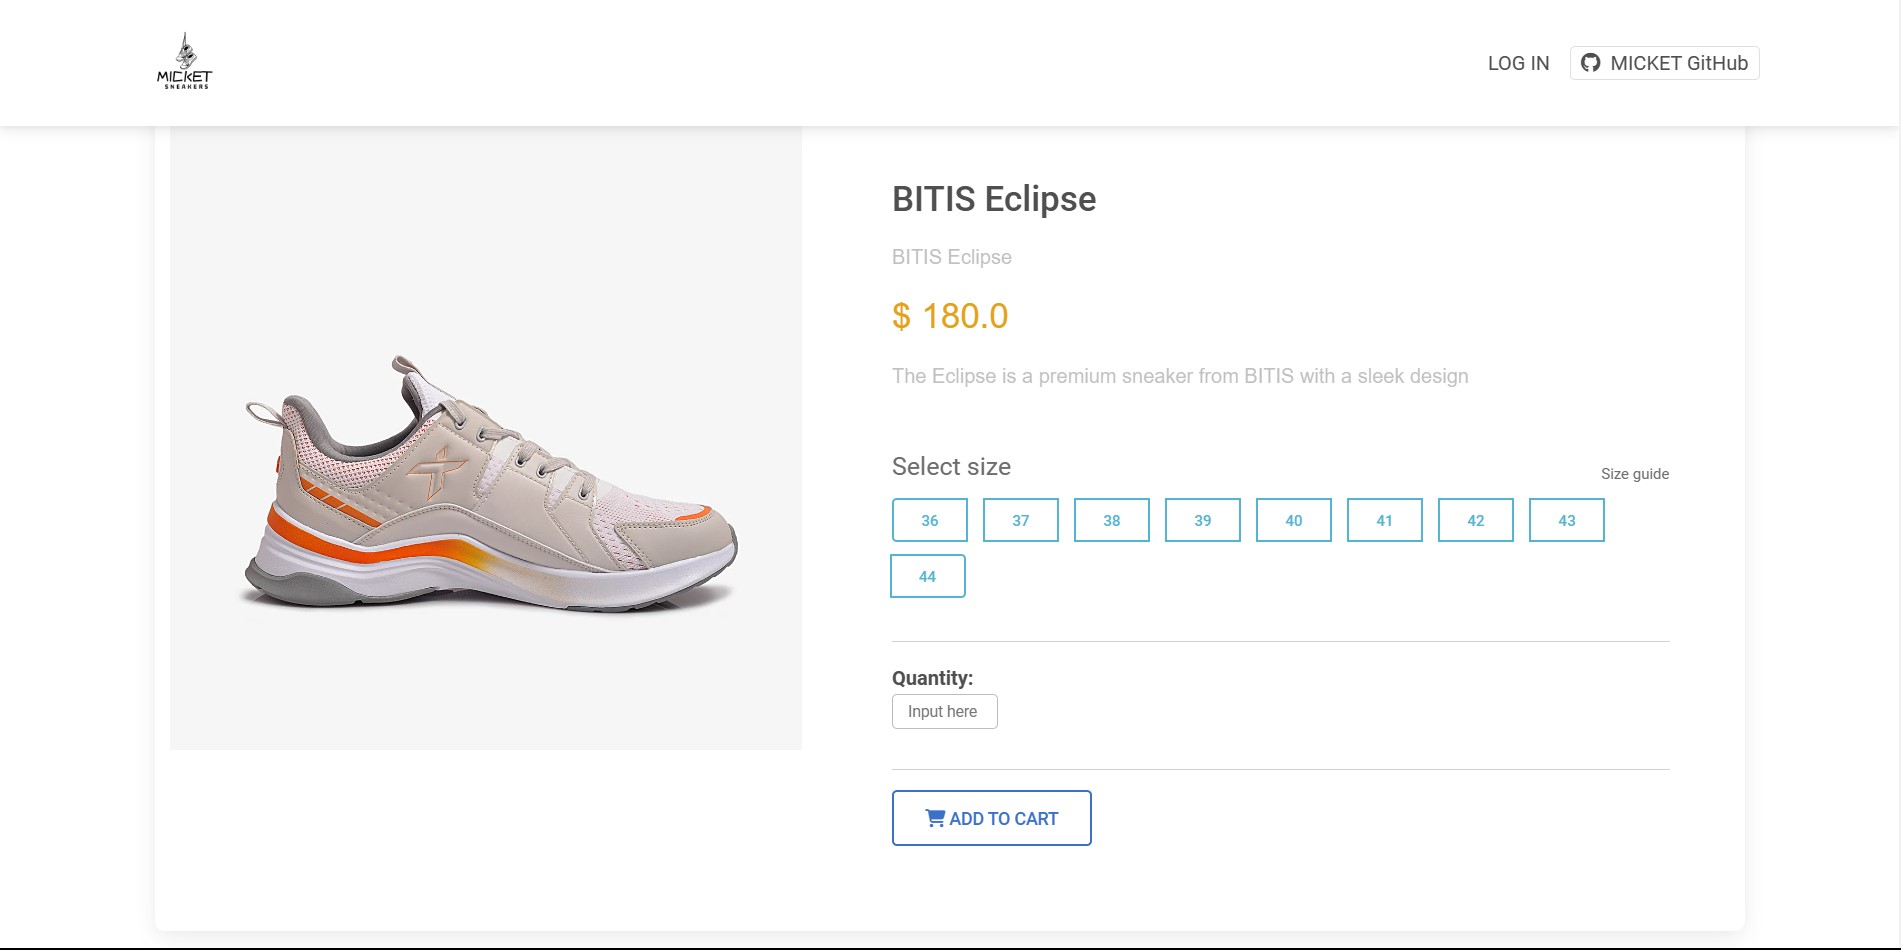 MICKET
SNEAKERS
LOG IN
MICKET GitHub
BITIS Eclipse
BITIS Eclipse
$ 180.0
The Eclipse is a premium sneaker from BITIS with a sleek design
Select size
Size guide
36 37 38 39 40 41 42 43
44
Quantity:
Input here
ADD TO CART